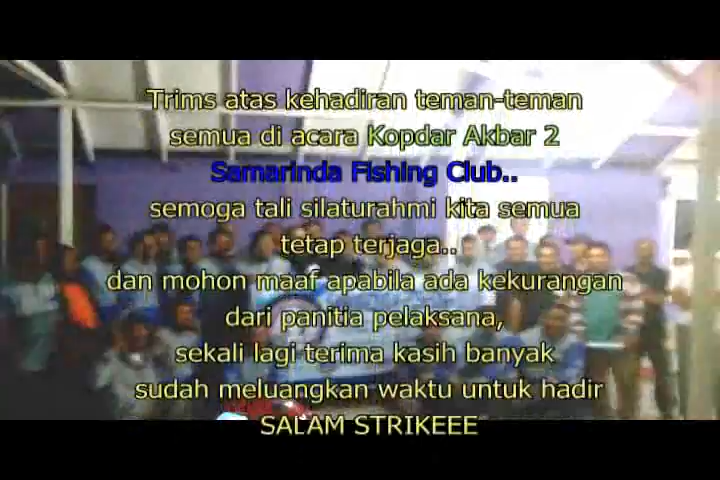 Trims atas kehadiran teman-teman
semua di acara Kopdar Akbar 2
Samarinda Fishing Club..
semoga tali silaturahmi kita semua
tetap terjaga..
dan mohon maaf apabila ada kekurangan
dari panitia pelaksana,
sekali lagi terima kasih banyak
sudah meluangkan waktu untuk hadir
SALAM STRIKEEE